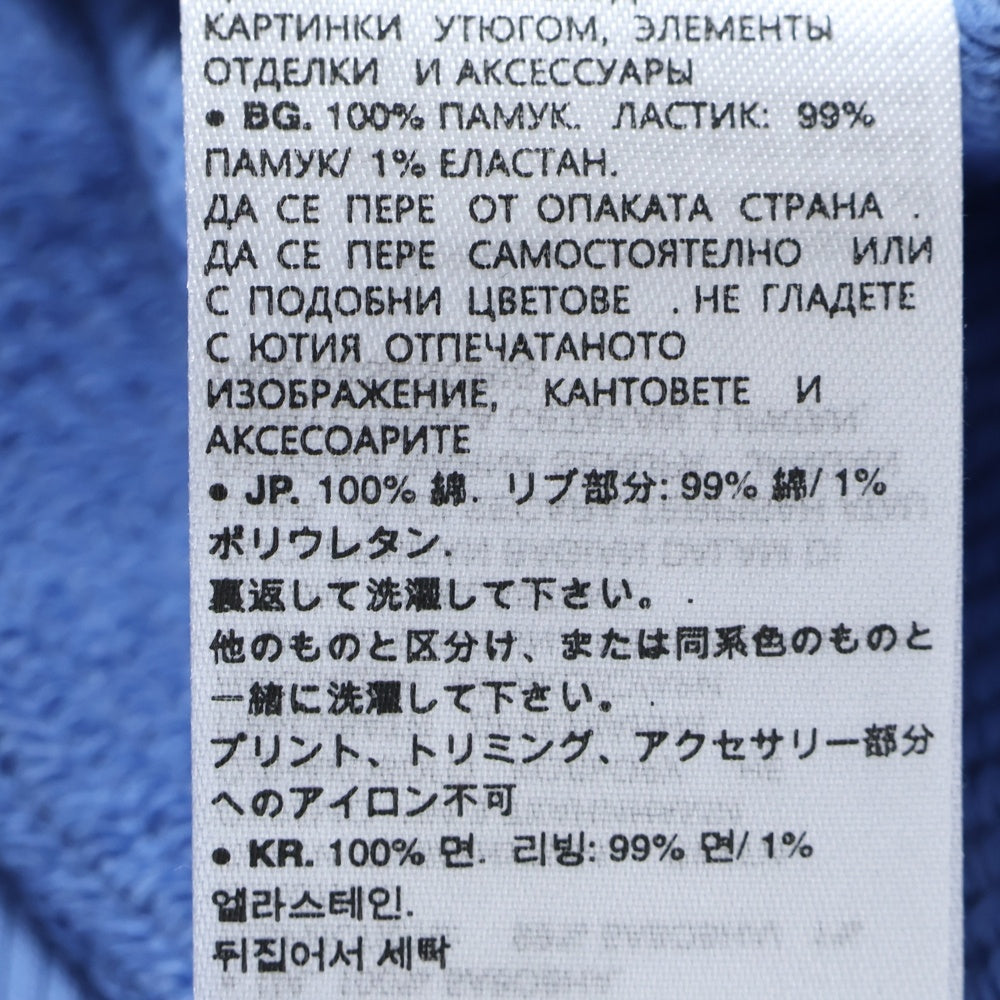 КАРТИНКИ УТЮГОМ, ЭЛЕМЕНТЫ
ОТДЕЛКИ И АКСЕССУАРЫ
• BG. 100% ПАМУК. ЛАСТИК: 99%
ПАМУК/ 1% ЕЛАСТАН.
ДА СЕ ПЕРЕ ОТ ОПАКАТА СТРАНА .
ДА СЕ ПЕРЕ САМОСТОЯТЕЛНО ИЛИ
С ПОДОБНИ ЦВЕТОВЕ . НЕ ГЛАДЕТЕ
С ЮТИЯ ОТПЕЧАТАНОТО
ИЗОБРАЖЕНИЕ, КАНТОВЕТЕ И
АКСЕСОАРИТЕ
• JP. 100% 綿. リブ部分: 99% 綿/ 1%
ポリウレタン.
裏返して洗濯して下さい。.
他のものと区分け、または同系色のものと
一緒に洗濯して下さい。.
プリント、トリミング、アクセサリー部分
へのアイロン不可
• KR. 100% 면. 리빙: 99% 면/ 1%
엘라스테인.
뒤집어서 세탁